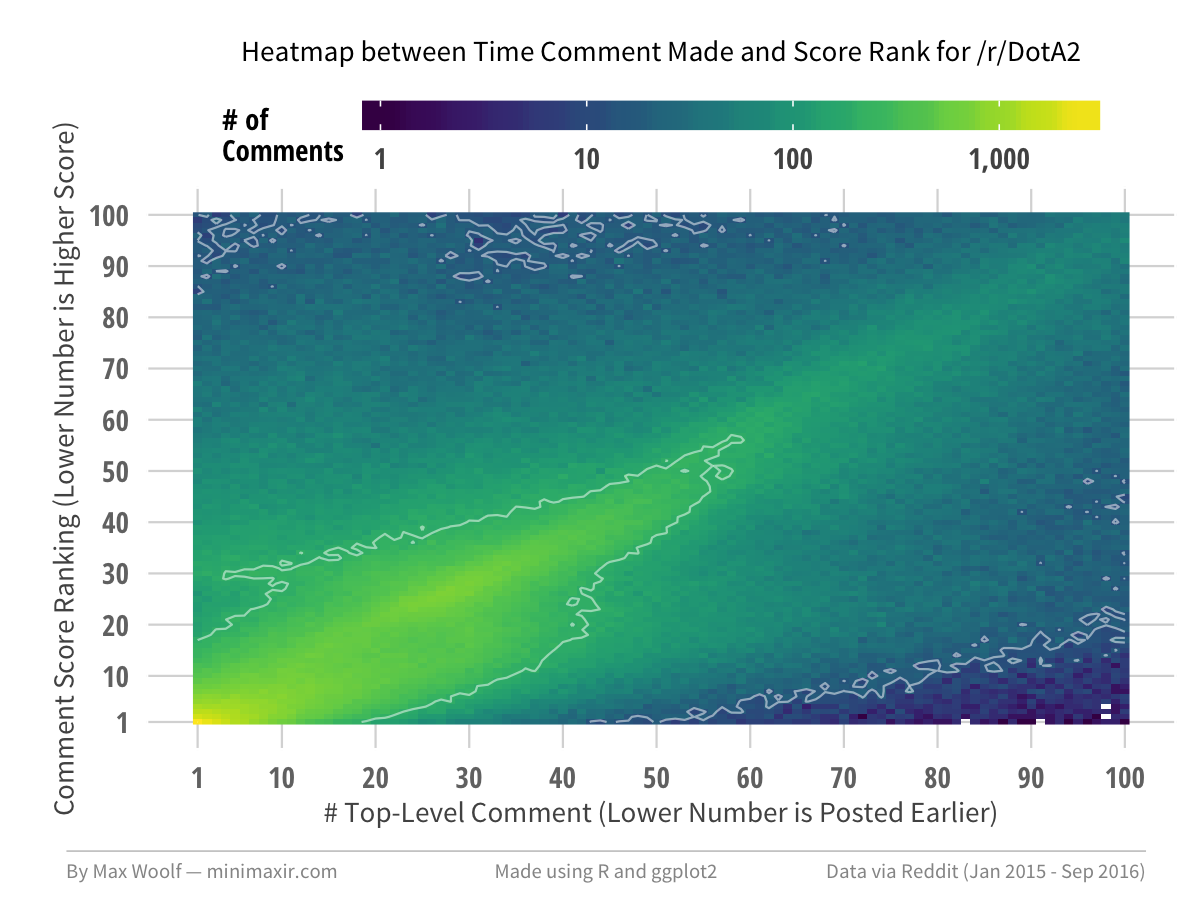 Heatmap between Time Comment Made and Score Rank for /r/DotA2
# of
Comments
1 10 100 1,000
Comment Score Ranking (Lower Number is Higher Score)
100
90
80
70
60
50
40
30
20
10
1
1 10 20 30 40 50 60 70 80 90 100
# Top-Level Comment (Lower Number is Posted Earlier)
By Max Woolf — minimaxir.com
Made using R and ggplot2
Data via Reddit (Jan 2015 - Sep 2016)